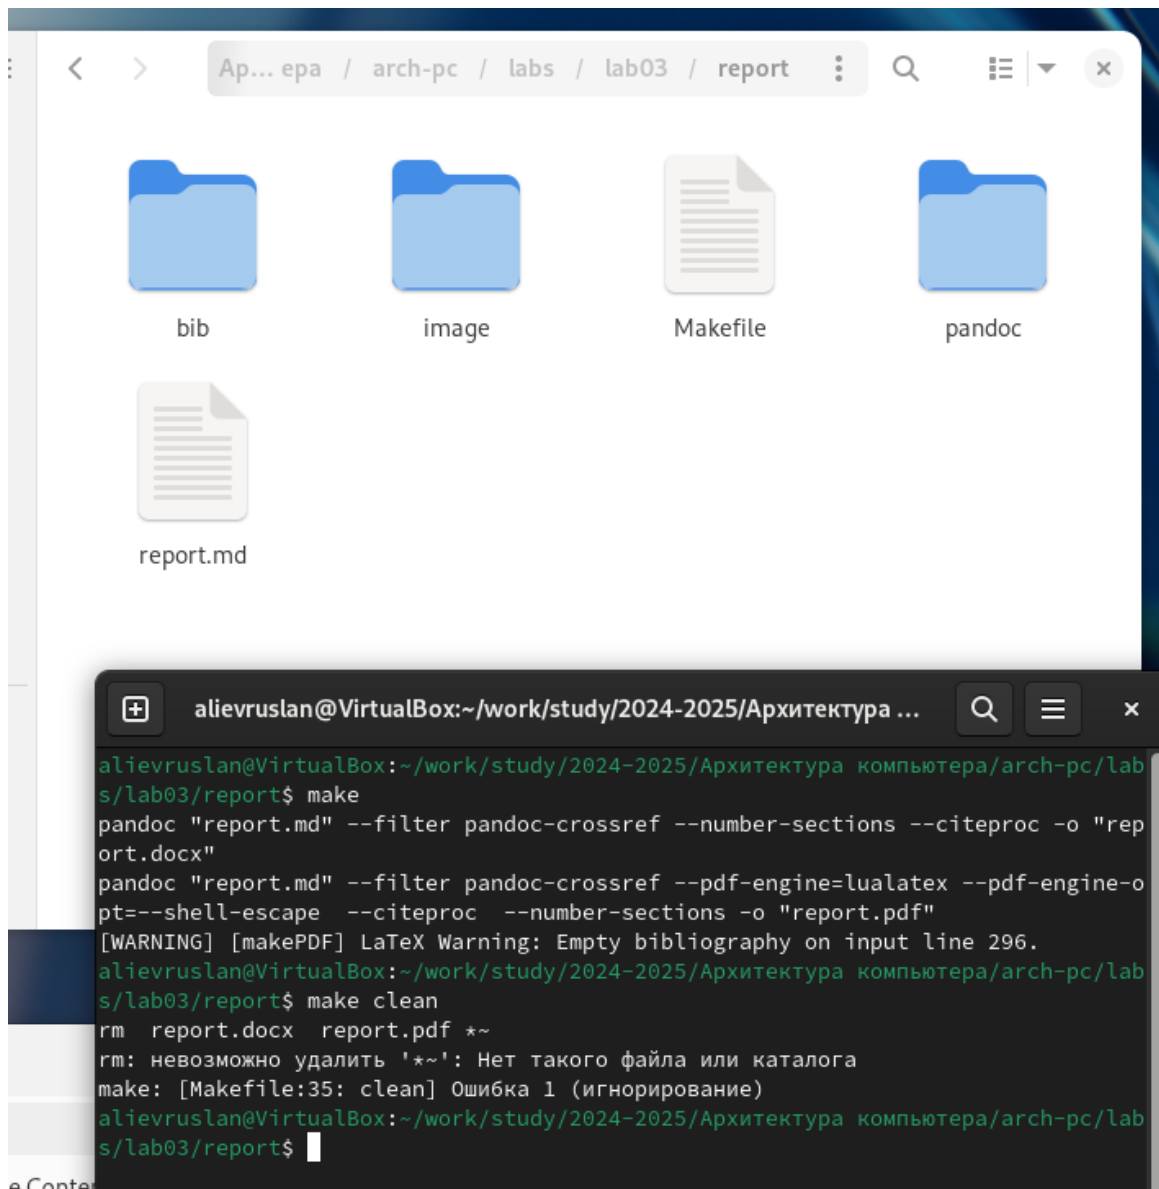 Ар... ера / arch-pc / labs / lab03 / report
bib
image
Makefile
pandoc
report.md
alievruslan@VirtualBox:~/work/study/2024-2025/Архитектура ...
alievruslan@VirtualBox:~/work/study/2024-2025/Архитектура компьютера/arch-pc/lab
s/lab03/report$ make
pandoc "report.md" --filter pandoc-crossref --number-sections --citeproc -o "rep
ort.docx"
pandoc "report.md" --filter pandoc-crossref --pdf-engine=lualatex --pdf-engine-o
pt=--shell-escape  --citeproc  --number-sections -o "report.pdf"
[WARNING] [makePDF] LaTeX Warning: Empty bibliography on input line 296.
alievruslan@VirtualBox:~/work/study/2024-2025/Архитектура компьютера/arch-pc/lab
s/lab03/report$ make clean
rm  report.docx  report.pdf *~
rm: невозможно удалить '*~': Нет такого файла или каталога
make: [Makefile:35: clean] Ошибка 1 (игнорирование)
alievruslan@VirtualBox:~/work/study/2024-2025/Архитектура компьютера/arch-pc/lab
s/lab03/report$